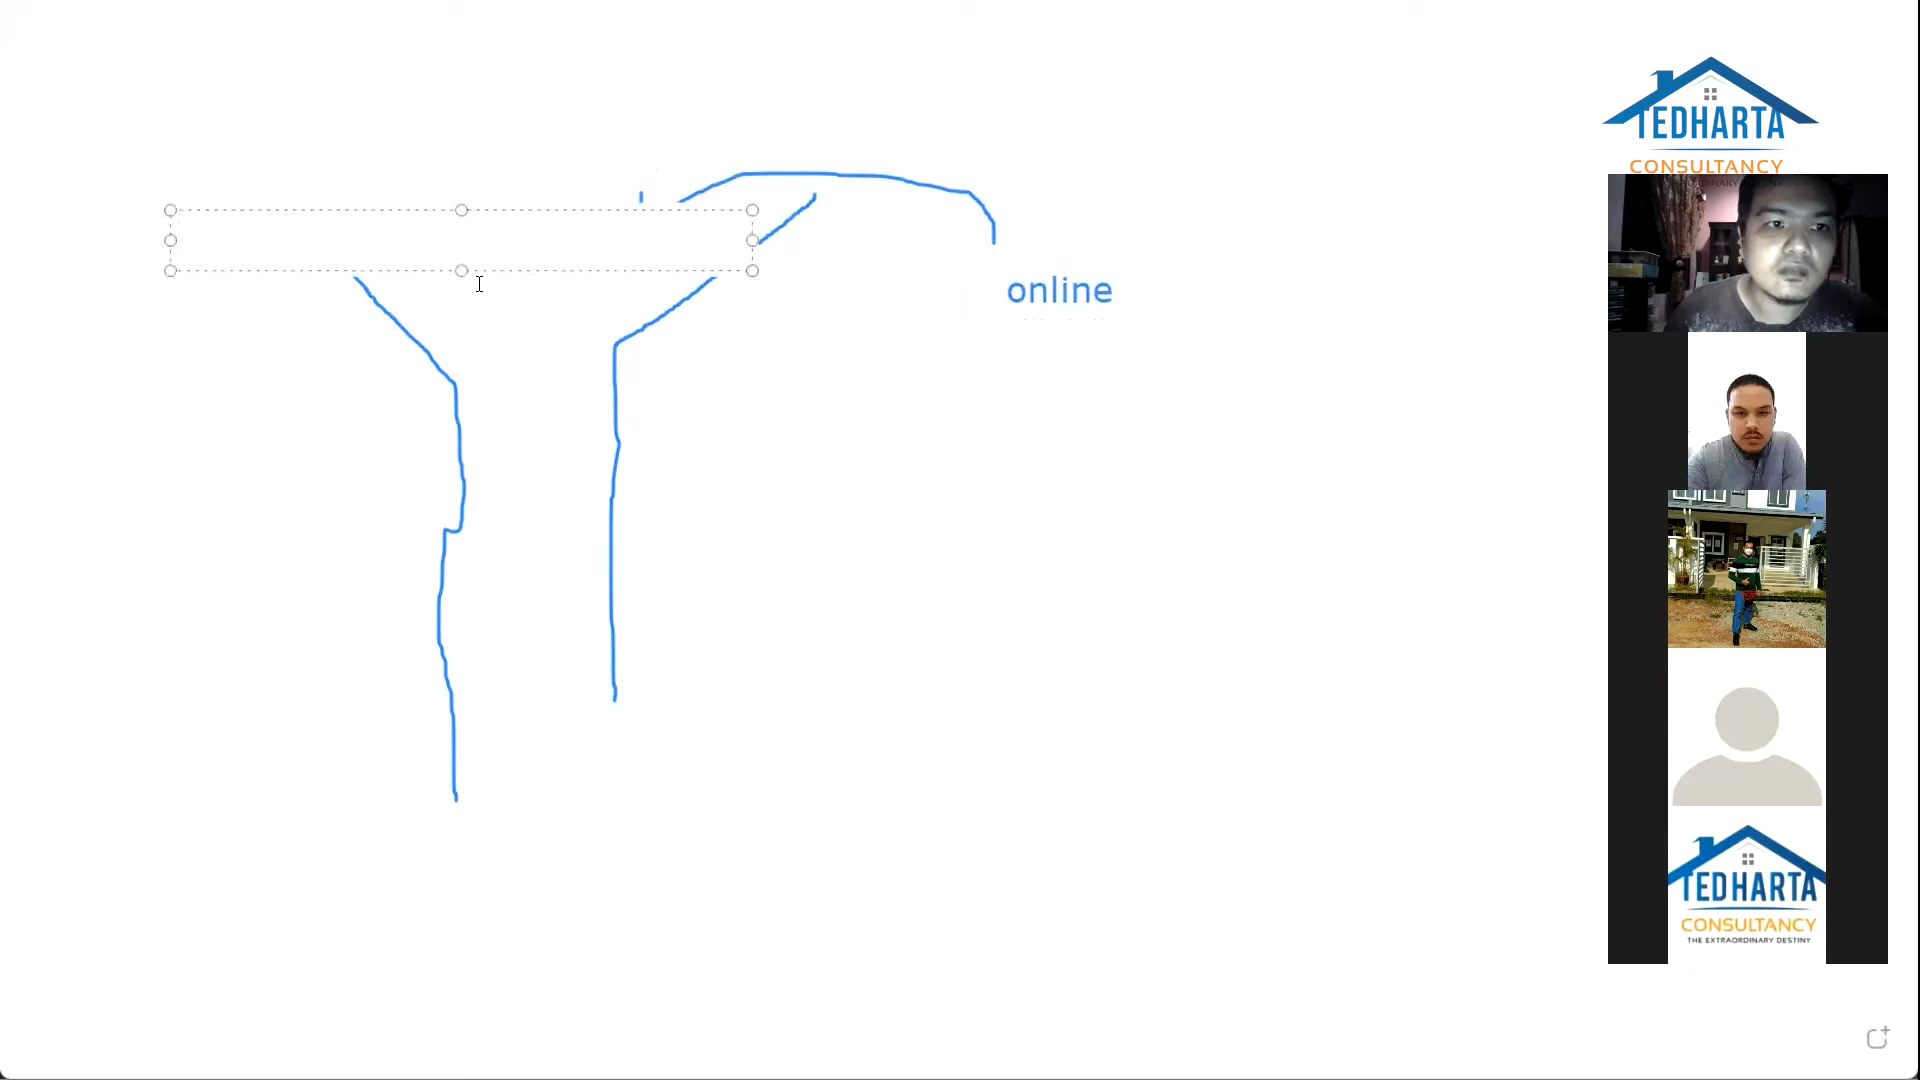 TEDHARTA
CONSULTANCY
online
TEDHARTA
CONSULTANCY
THE EXTRAORDINARY DESTINY